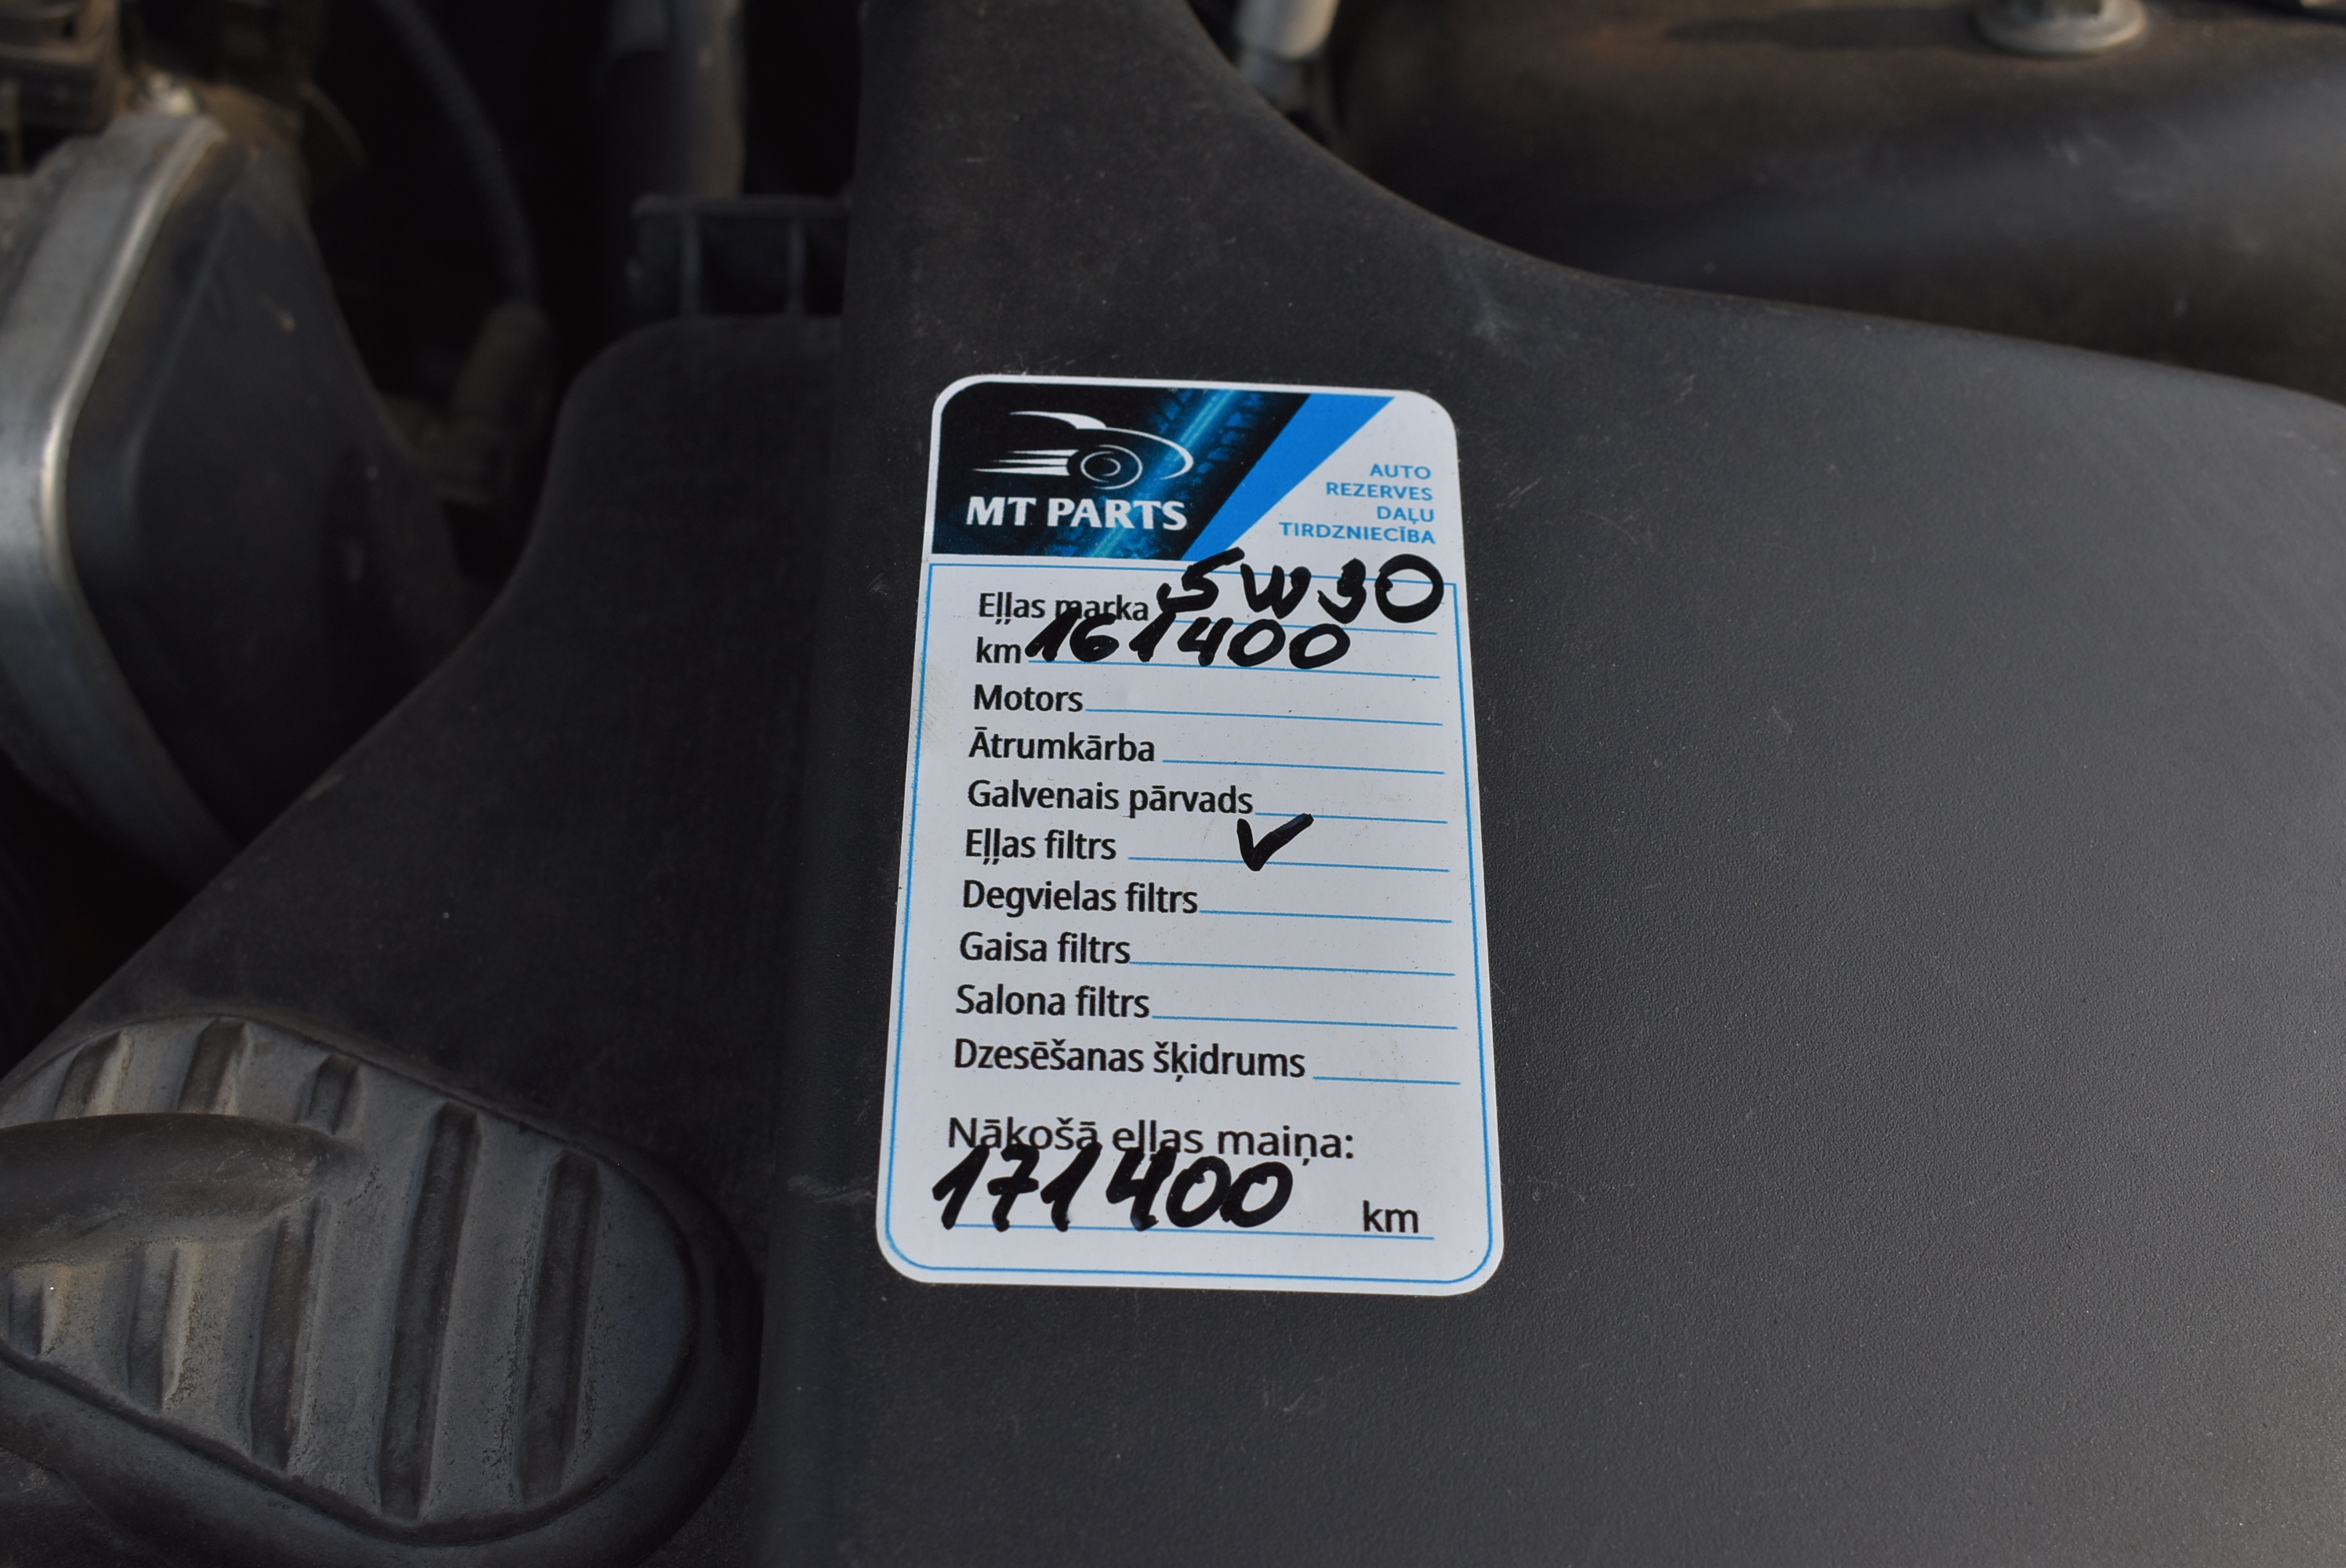 MT PARTS
AUTO
REZERVES
DAĻU
TIRDZNIECĪBA
Eļļas marka 5W30
km 161400
Motors
Ātrumkārba
Galvenais pārvads
Eļļas filtrs ✓
Degvielas filtrs
Gaisa filtrs
Salona filtrs
Dzesēšanas šķidrums
Nākošā eļļas maiņa:
171400 km